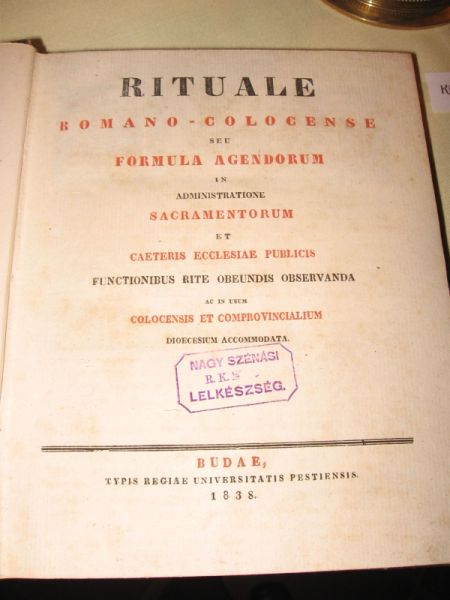 RITUALE
ROMANO-COLOCENSE
SEU
FORMULA AGENDORUM
IN
ADMINISTRATIONE
SACRAMENTORUM
ET
CAETERIS ECCLESIAE PUBLICIS
FUNCTIONIBUS RITE OBEUNDIS OBSERVANDA
AC IN USUM
COLOCENSIS ET COMPROVINCIALIUM
DIOECESIUM ACCOMMODATA.
NAGY SZÉNÁSI
R. K.
LELKÉSZSÉG.
BUDAE,
TYPIS REGIAE UNIVERSITATIS PESTIENSIS.
1838.